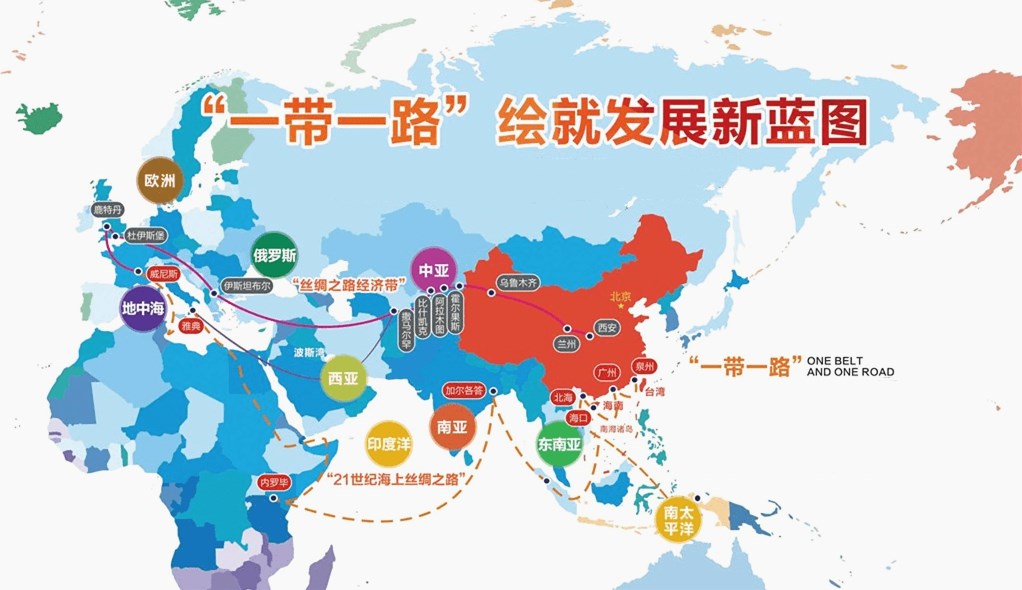 “一带一路”绘就发展新蓝图
欧洲
鹿特丹
杜伊斯堡
俄罗斯
威尼斯
伊斯坦布尔
“丝绸之路经济带”
中亚
乌鲁木齐
北京
地中海
雅典
撒马尔罕
比什凯克
阿拉木图
霍尔果斯
兰州
西安
波斯湾
西亚
“一带一路” ONE BELT
AND ONE ROAD
广州
泉州
加尔各答
北海
台湾
海口
海南
南海诸岛
南亚
印度洋
东南亚
“21世纪海上丝绸之路”
内罗毕
南太
平洋